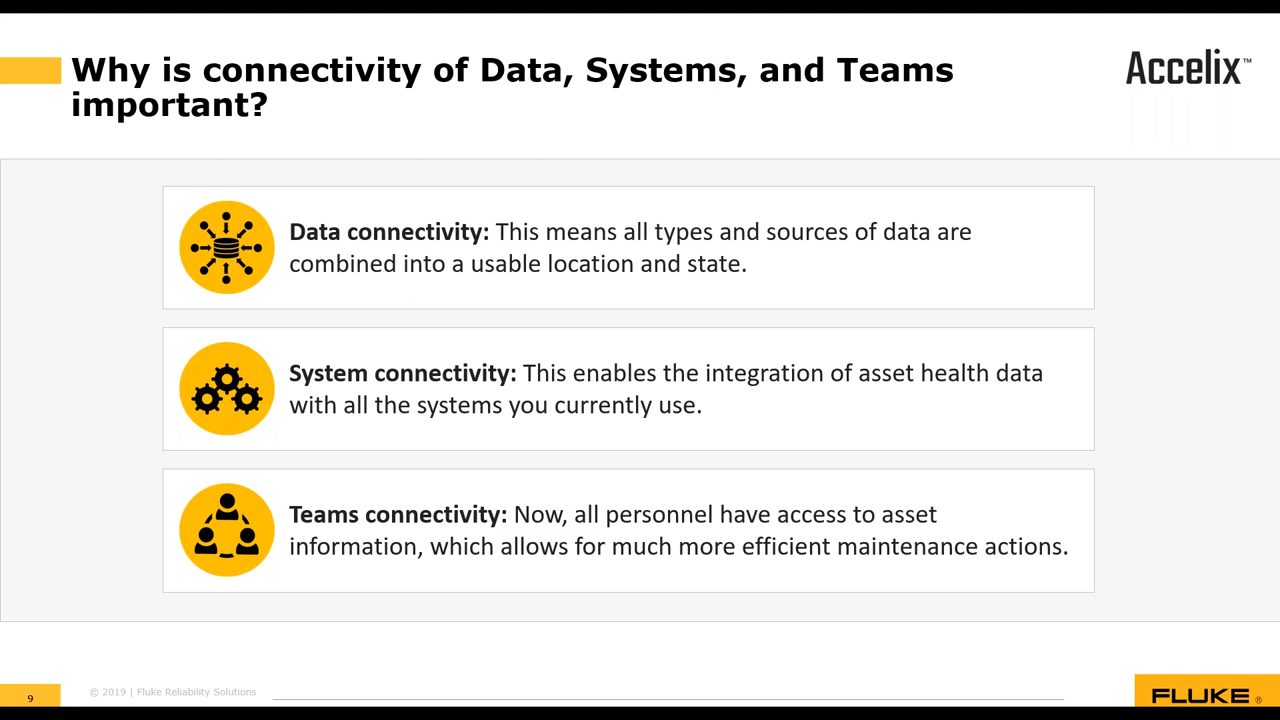 Why is connectivity of Data, Systems, and Teams
important?
Accelix™
Data connectivity: This means all types and sources of data are
combined into a usable location and state.
System connectivity: This enables the integration of asset health data
with all the systems you currently use.
Teams connectivity: Now, all personnel have access to asset
information, which allows for much more efficient maintenance actions.
9
© 2019 | Fluke Reliability Solutions
FLUKE®